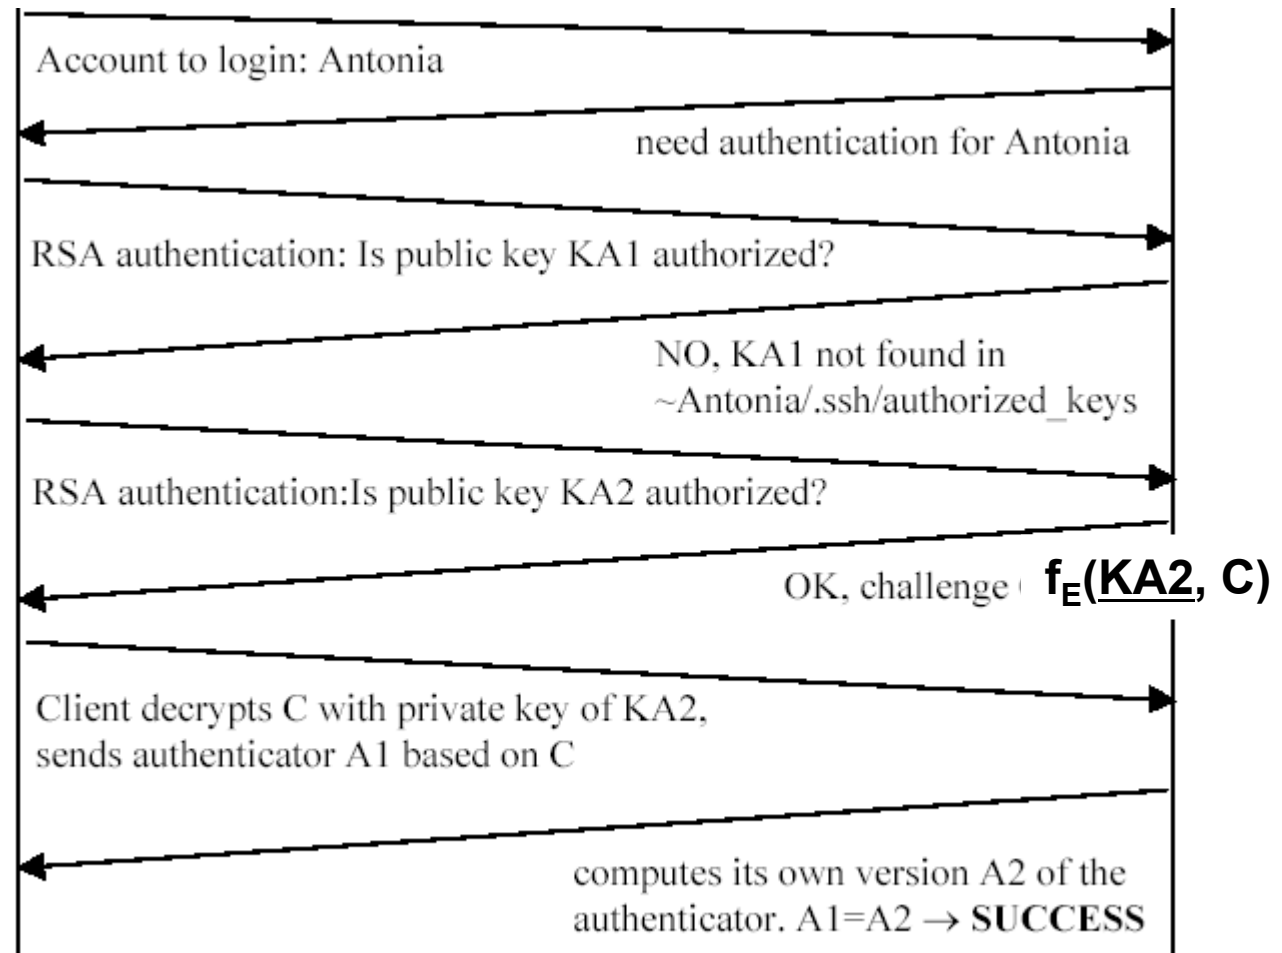 Account to login: Antonia
need authentication for Antonia
RSA authentication: Is public key KA1 authorized?
NO, KA1 not found in
~Antonia/.ssh/authorized_keys
RSA authentication:Is public key KA2 authorized?
OK, challenge f_E(KA2, C)
Client decrypts C with private key of KA2,
sends authenticator A1 based on C
computes its own version A2 of the
authenticator. A1=A2 → SUCCESS